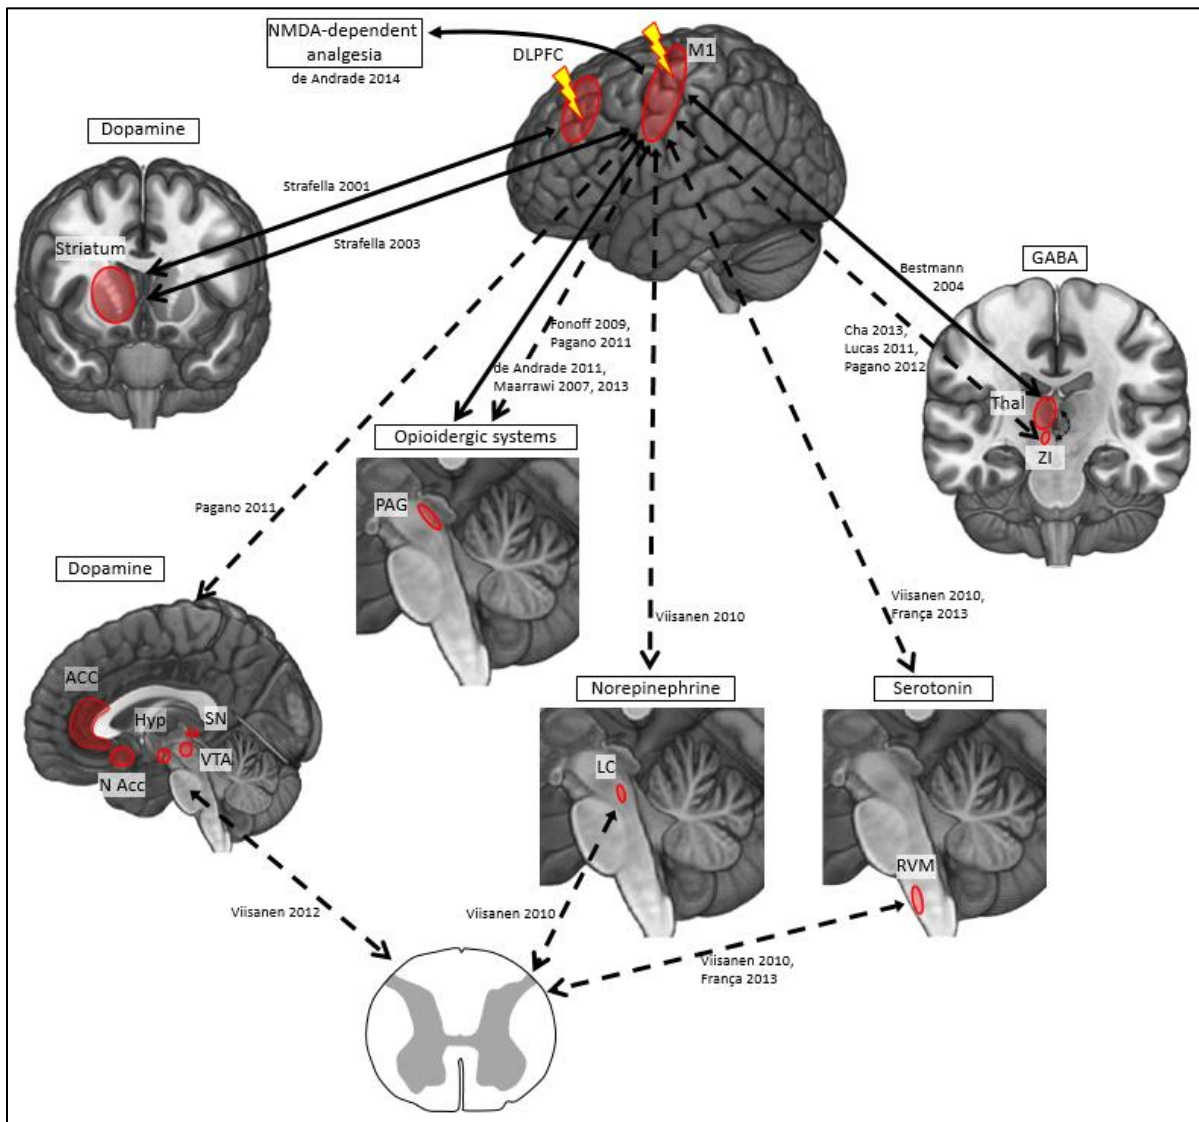 NMDA-dependent
analgesia
de Andrade 2014
DLPFC
M1
Dopamine
Strafella 2001
Strafella 2003
Striatum
Bestmann
2004
GABA
Cha 2013,
Lucas 2011,
Pagano 2012
Thal
ZI
Fonoff 2009,
Pagano 2011
de Andrade 2011,
Maarrawi 2007, 2013
Opioidergic systems
PAG
Pagano 2011
Dopamine
ACC
Hyp
SN
VTA
N Acc
Viisanen 2010
Viisanen 2010,
França 2013
Norepinephrine
LC
Serotonin
RVM
Viisanen 2012
Viisanen 2010
Viisanen 2010,
França 2013